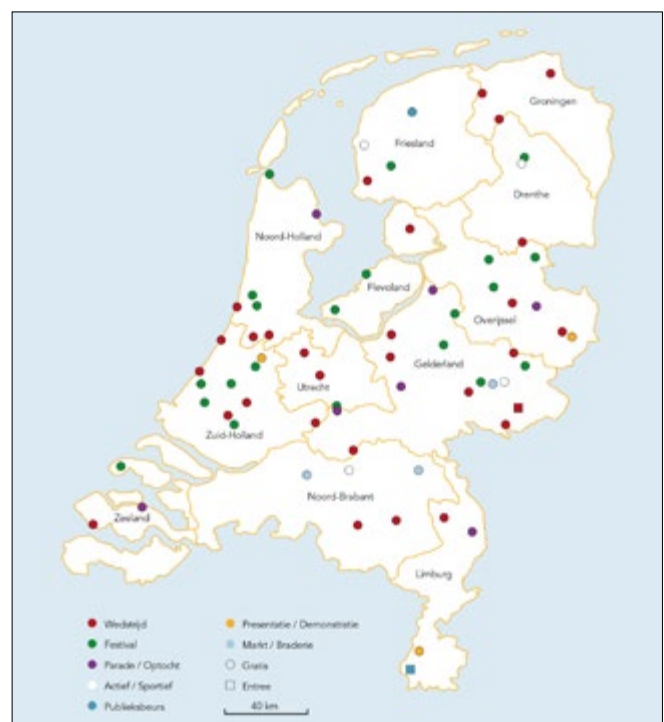 Groningen
Friesland
Drenthe
Noord-Holland
Flevoland
Overijssel
Gelderland
Utrecht
Zuid-Holland
Noord-Brabant
Zeeland
Limburg
Wedstrijd
Festival
Parade / Optocht
Actief / Sportief
Publieksbeurs
Presentatie / Demonstratie
Markt / Braderie
Gratis
Entree
40 km